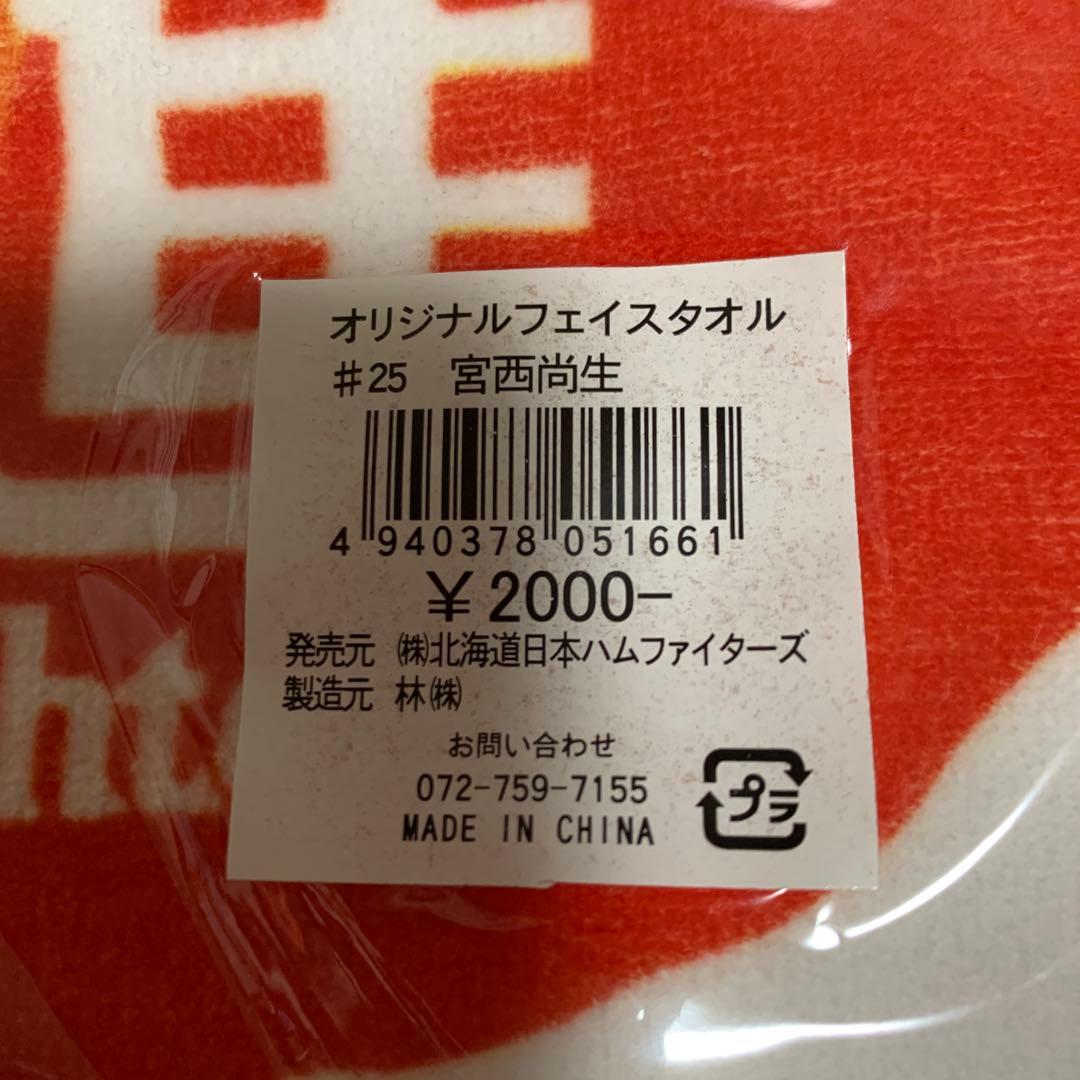 オリジナルフェイスタオル
♯25 宮西尚生
4 940378 051661
￥2000−
発売元 ㈱北海道日本ハムファイターズ
製造元 林㈱
お問い合わせ
072-759-7155
MADE IN CHINA
プラ